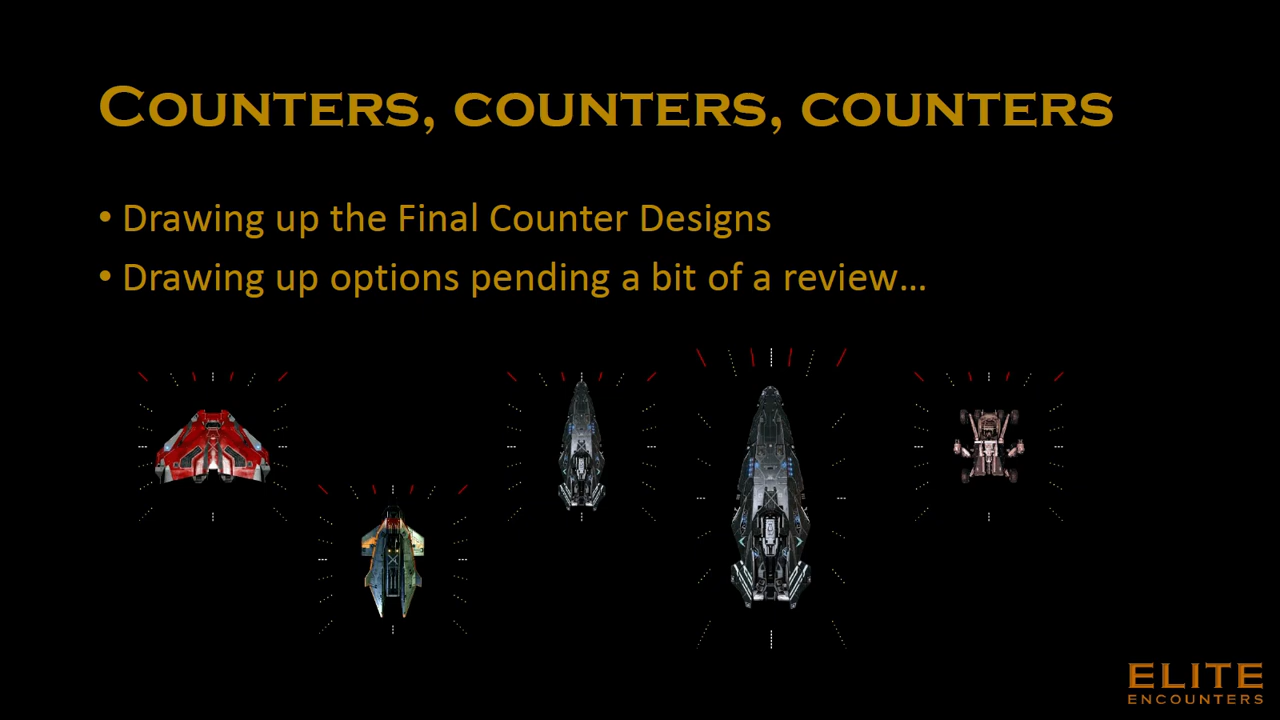 Counters, counters, counters
• Drawing up the Final Counter Designs
• Drawing up options pending a bit of a review...
ELITE
ENCOUNTERS